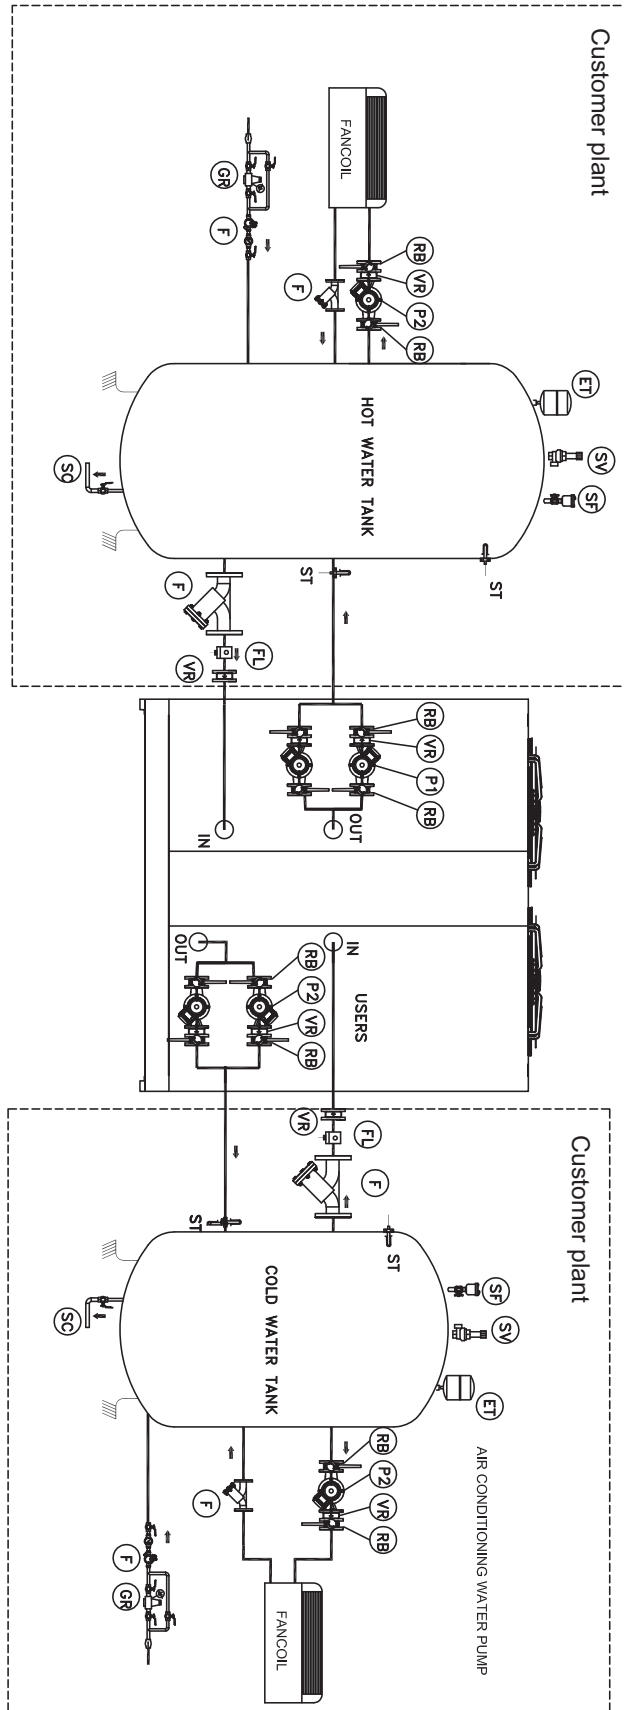 Customer plant
FANCOIL
GR
F
F
RB
VR
P2
RB
ET
SV
SF
HOT WATER TANK
SC
ST
ST
F
FL
VR
RB
VR
P1
RB
OUT
IN
OUT
IN
RB
P2
VR
RB
USERS
Customer plant
VR
FL
F
ST
ST
SF
SV
ET
COLD WATER TANK
SC
RB
P2
VR
RB
F
F
GR
FANCOIL
AIR CONDITIONING WATER PUMP